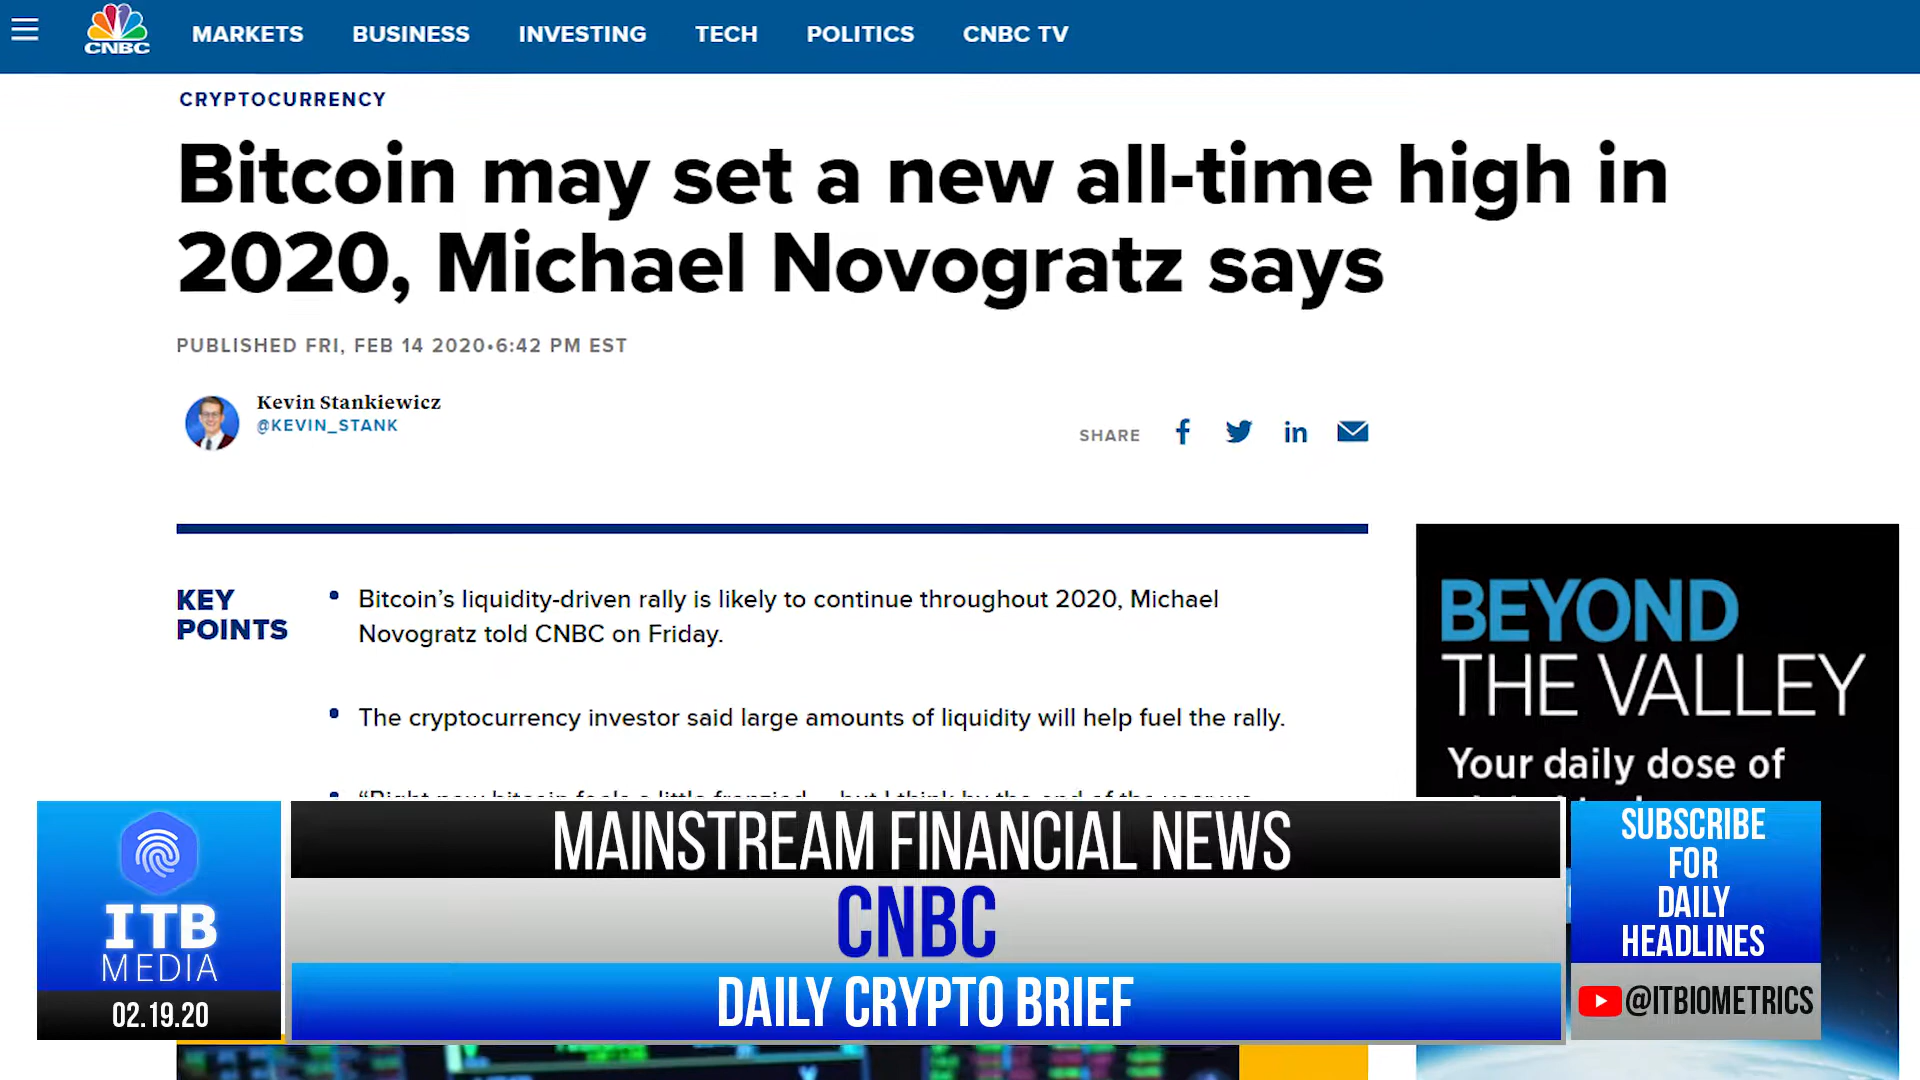 CNBC
MARKETS BUSINESS INVESTING TECH POLITICS CNBC TV
CRYPTOCURRENCY
Bitcoin may set a new all-time high in
2020, Michael Novogratz says
PUBLISHED FRI, FEB 14 2020•6:42 PM EST
Kevin Stankiewicz
@KEVIN_STANK
SHARE
KEY
POINTS
• Bitcoin's liquidity-driven rally is likely to continue throughout 2020, Michael
Novogratz told CNBC on Friday.
• The cryptocurrency investor said large amounts of liquidity will help fuel the rally.
BEYOND
THE VALLEY
Your daily dose of
ITB
MEDIA
02.19.20
MAINSTREAM FINANCIAL NEWS
CNBC
DAILY CRYPTO BRIEF
SUBSCRIBE
FOR
DAILY
HEADLINES
@ITBIOMETRICS